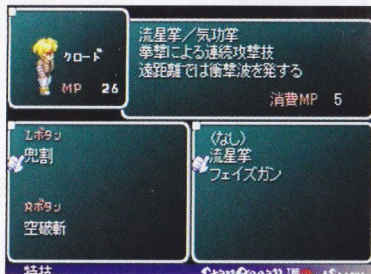 クロード
MP 26
流星掌／気功掌
拳撃による連続攻撃技
遠距離では衝撃波を発する
消費MP 5
Lボタン
兜割
Rボタン
空破斬
(なし)
流星掌
フェイズガン
特技